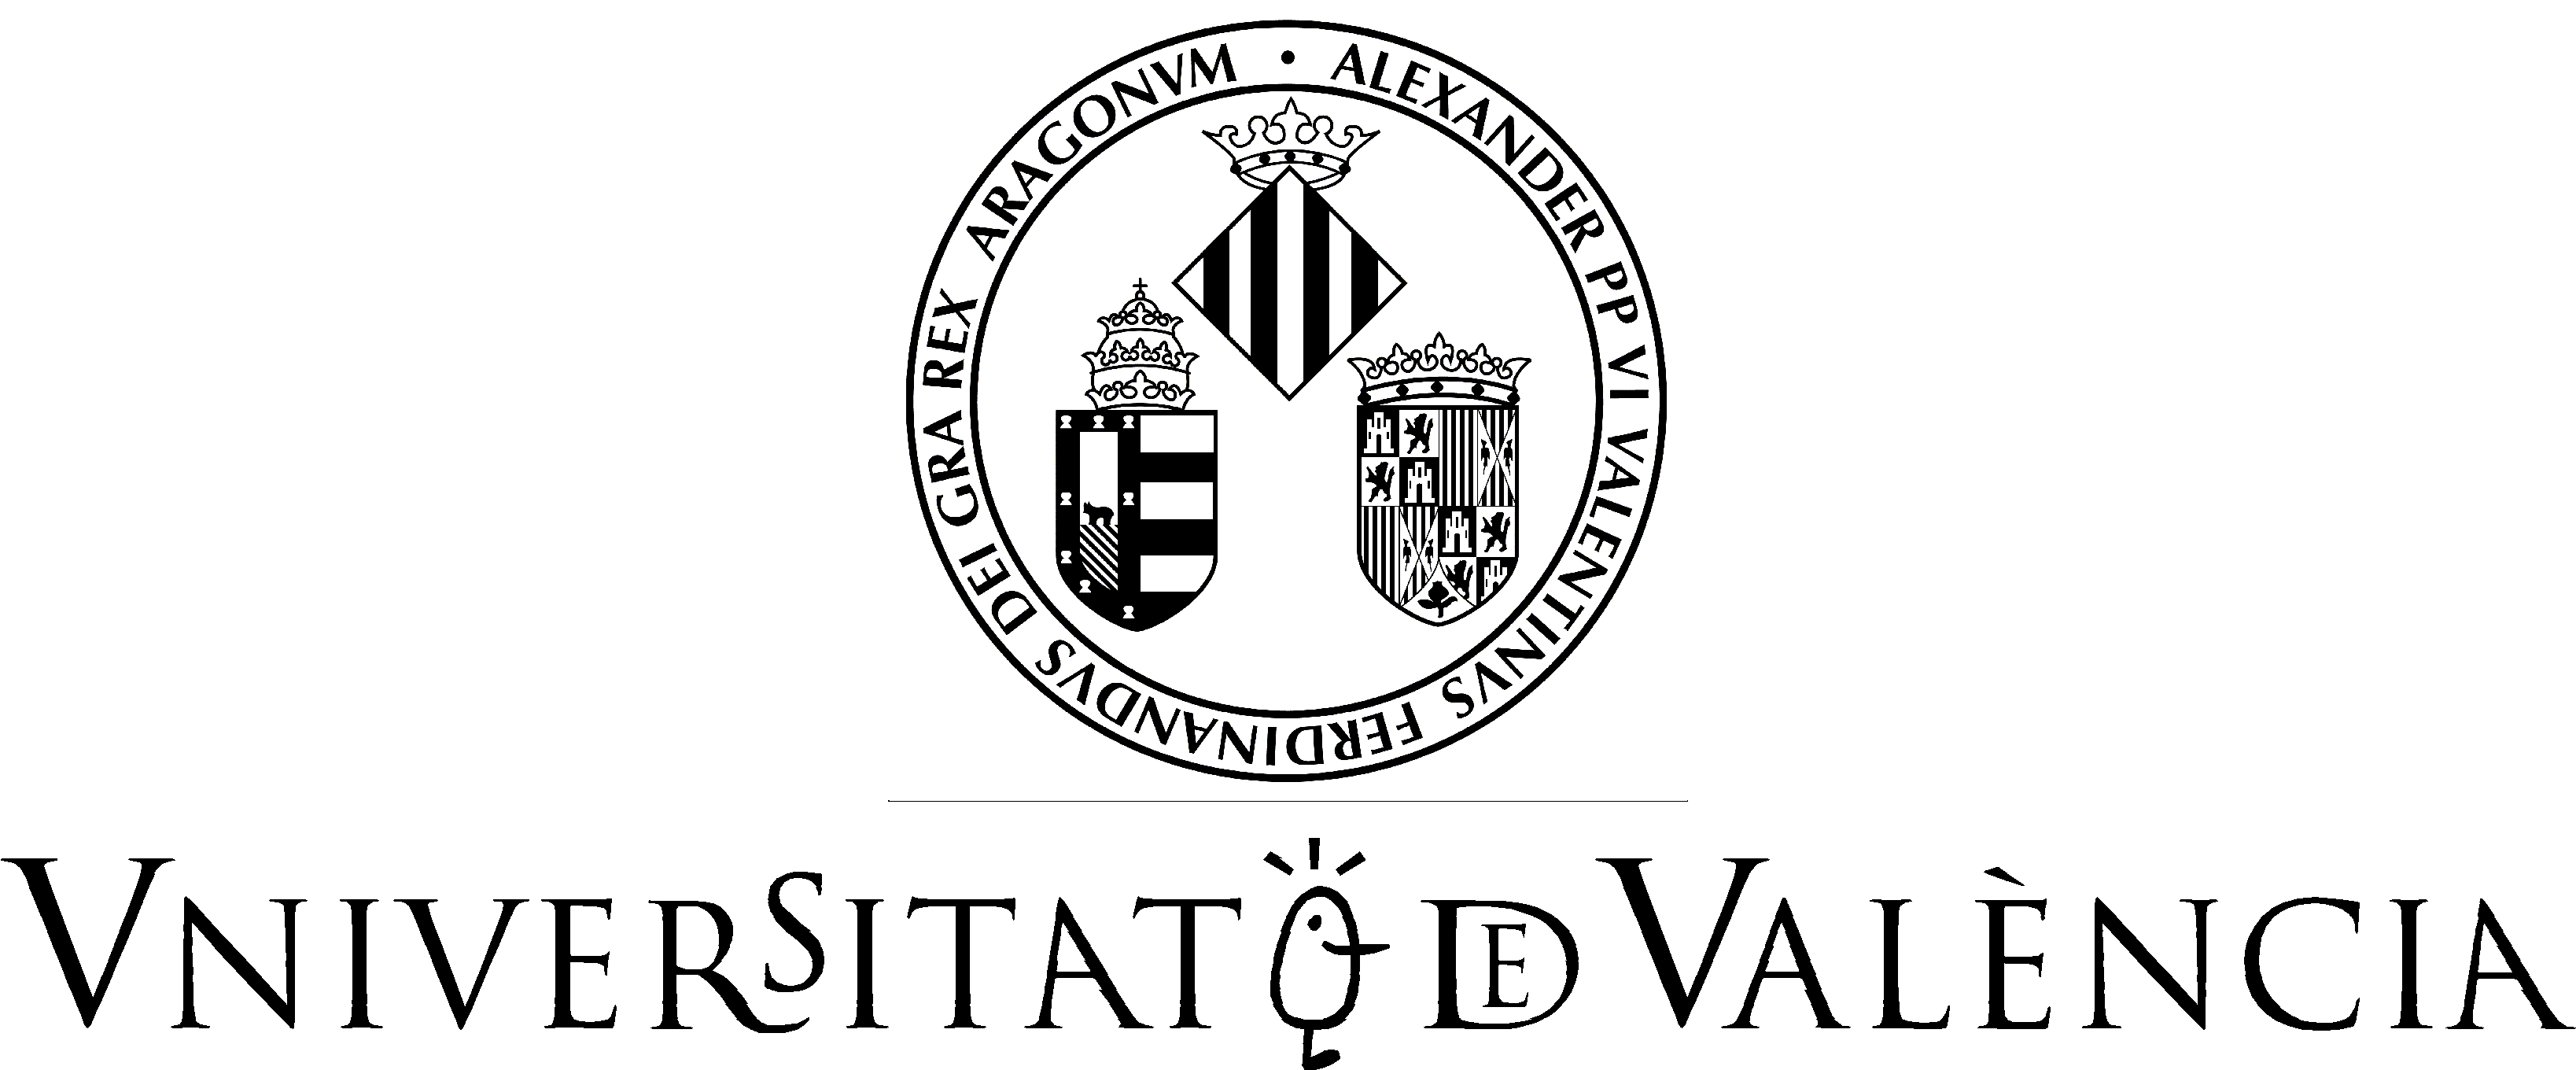 ALEXANDER PP VI VALENTINVS FERDINANDVS DEI GRA REX ARAGONVM ·
VNIVERSITAT DE VALÈNCIA